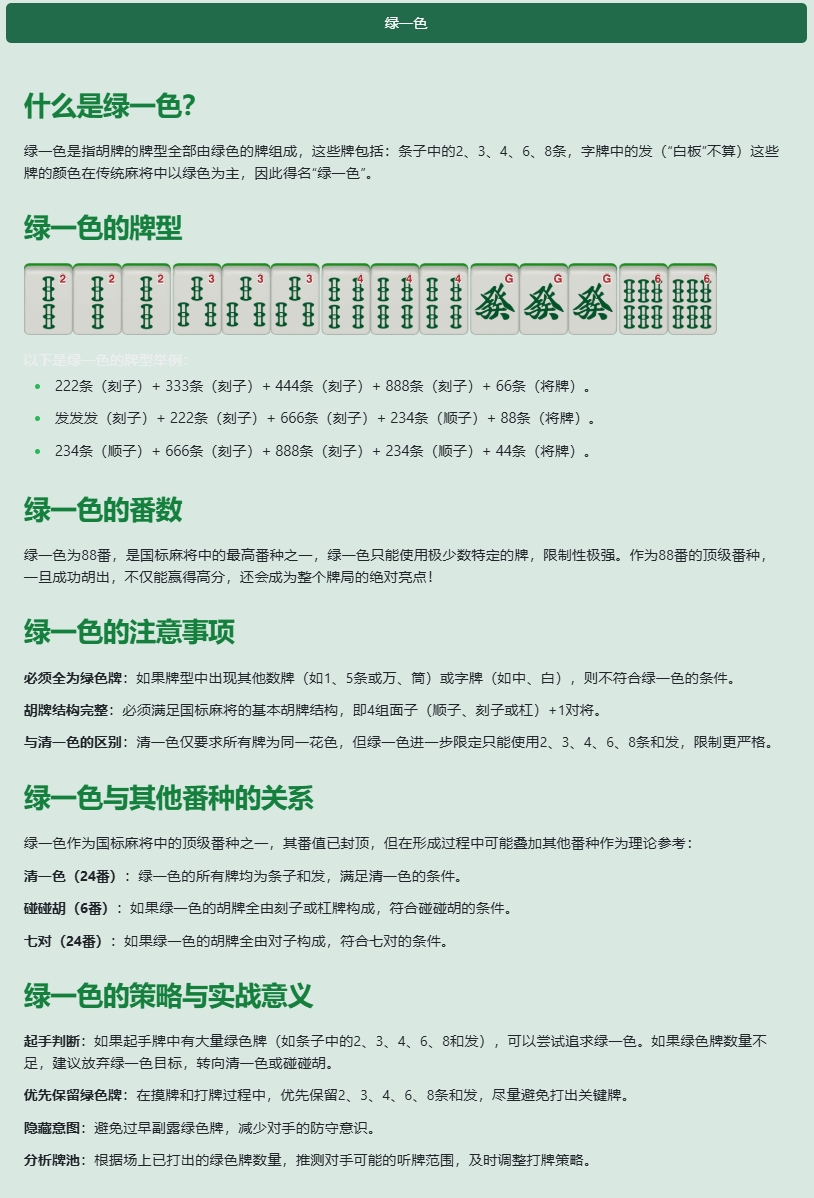 绿一色
什么是绿一色？
绿一色是指胡牌的牌型全部由绿色的牌组成，这些牌包括：条子中的2、3、4、6、8条，字牌中的发（“白板”不算）这些
牌的颜色在传统麻将中以绿色为主，因此得名“绿一色”。
绿一色的牌型
2 2 2 3 3 3 4 4 4 G 發 G 發 G 發 6 6
以下是绿一色的牌型举例：
222条（刻子）+ 333条（刻子）+ 444条（刻子）+ 888条（刻子）+ 66条（将牌）。
发发发（刻子）+ 222条（刻子）+ 666条（刻子）+ 234条（顺子）+ 88条（将牌）。
234条（顺子）+ 666条（刻子）+ 888条（刻子）+ 234条（顺子）+ 44条（将牌）。
绿一色的番数
绿一色为88番，是国标麻将中的最高番种之一，绿一色只能使用极少数特定的牌，限制性极强。作为88番的顶级番种，
一旦成功胡出，不仅能赢得高分，还会成为整个牌局的绝对亮点！
绿一色的注意事项
必须全为绿色牌：如果牌型中出现其他数牌（如1、5条或万、筒）或字牌（如中、白），则不符合绿一色的条件。
胡牌结构完整：必须满足国标麻将的基本胡牌结构，即4组面子（顺子、刻子或杠）+1对将。
与清一色的区别：清一色仅要求所有牌为同一花色，但绿一色进一步限定只能使用2、3、4、6、8条和发，限制更严格。
绿一色与其他番种的关系
绿一色作为国标麻将中的顶级番种之一，其番值已封顶，但在形成过程中可能叠加其他番种作为理论参考：
清一色（24番）：绿一色的所有牌均为条子和发，满足清一色的条件。
碰碰胡（6番）：如果绿一色的胡牌全由刻子或杠牌构成，符合碰碰胡的条件。
七对（24番）：如果绿一色的胡牌全由对子构成，符合七对的条件。
绿一色的策略与实战意义
起手判断：如果起手牌中有大量绿色牌（如条子中的2、3、4、6、8和发），可以尝试追求绿一色。如果绿色牌数量不
足，建议放弃绿一色目标，转向清一色或碰碰胡。
优先保留绿色牌：在摸牌和打牌过程中，优先保留2、3、4、6、8条和发，尽量避免打出关键牌。
隐藏意图：避免过早副露绿色牌，减少对手的防守意识。
分析牌池：根据场上已打出的绿色牌数量，推测对手可能的听牌范围，及时调整打牌策略。